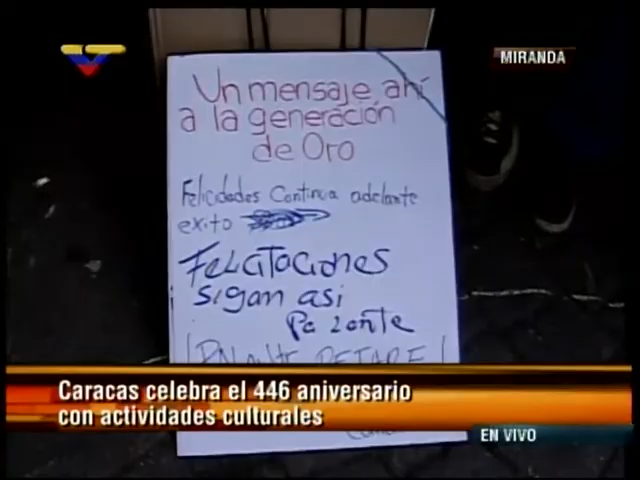 MIRANDA
Un mensaje ahí
a la generación
de Oro
Felicidades Continua adelante
exito
FELICITACIONES
sigan asi
Pa lante
Caracas celebra el 446 aniversario
con actividades culturales
EN VIVO